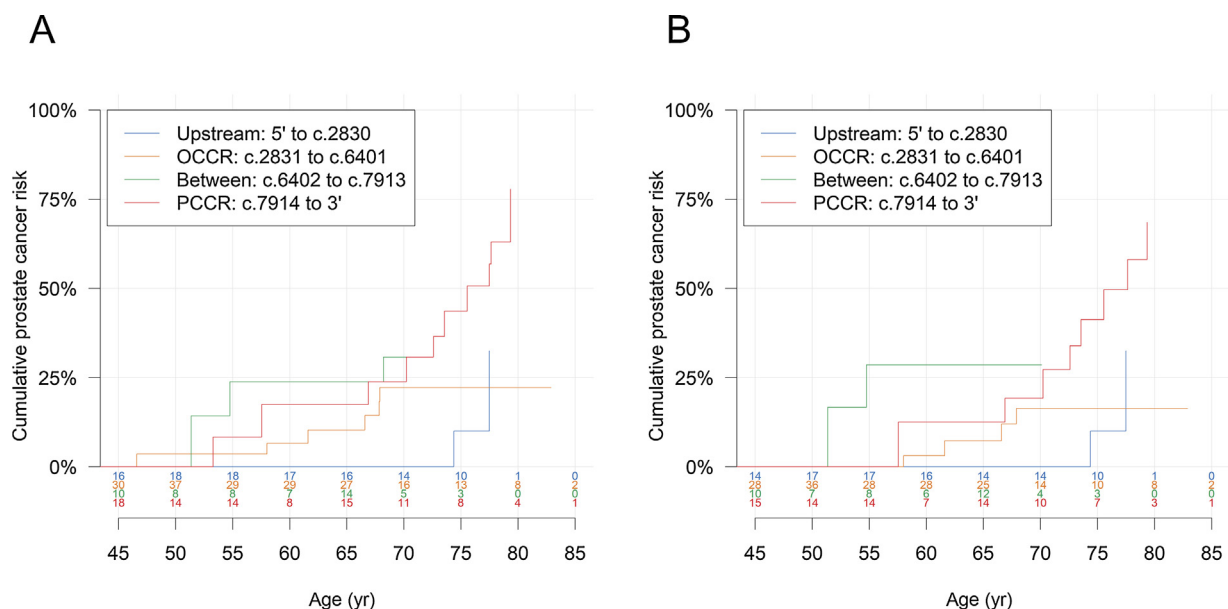 A
Cumulative prostate cancer risk
100%
75%
50%
25%
0%
Upstream: 5' to c.2830
OCCR: c.2831 to c.6401
Between: c.6402 to c.7913
PCCR: c.7914 to 3'
16 18 18 17 16 14 10 1 0
30 37 29 29 27 16 13 8 2
10 8 8 7 14 5 3 0 0
18 14 14 8 15 11 8 4 1
45 50 55 60 65 70 75 80 85
Age (yr)
B
Cumulative prostate cancer risk
100%
75%
50%
25%
0%
Upstream: 5' to c.2830
OCCR: c.2831 to c.6401
Between: c.6402 to c.7913
PCCR: c.7914 to 3'
14 17 17 16 14 14 10 1 0
28 36 28 28 25 14 10 8 2
10 7 8 6 12 4 3 0 0
15 14 14 7 14 10 7 3 1
45 50 55 60 65 70 75 80 85
Age (yr)